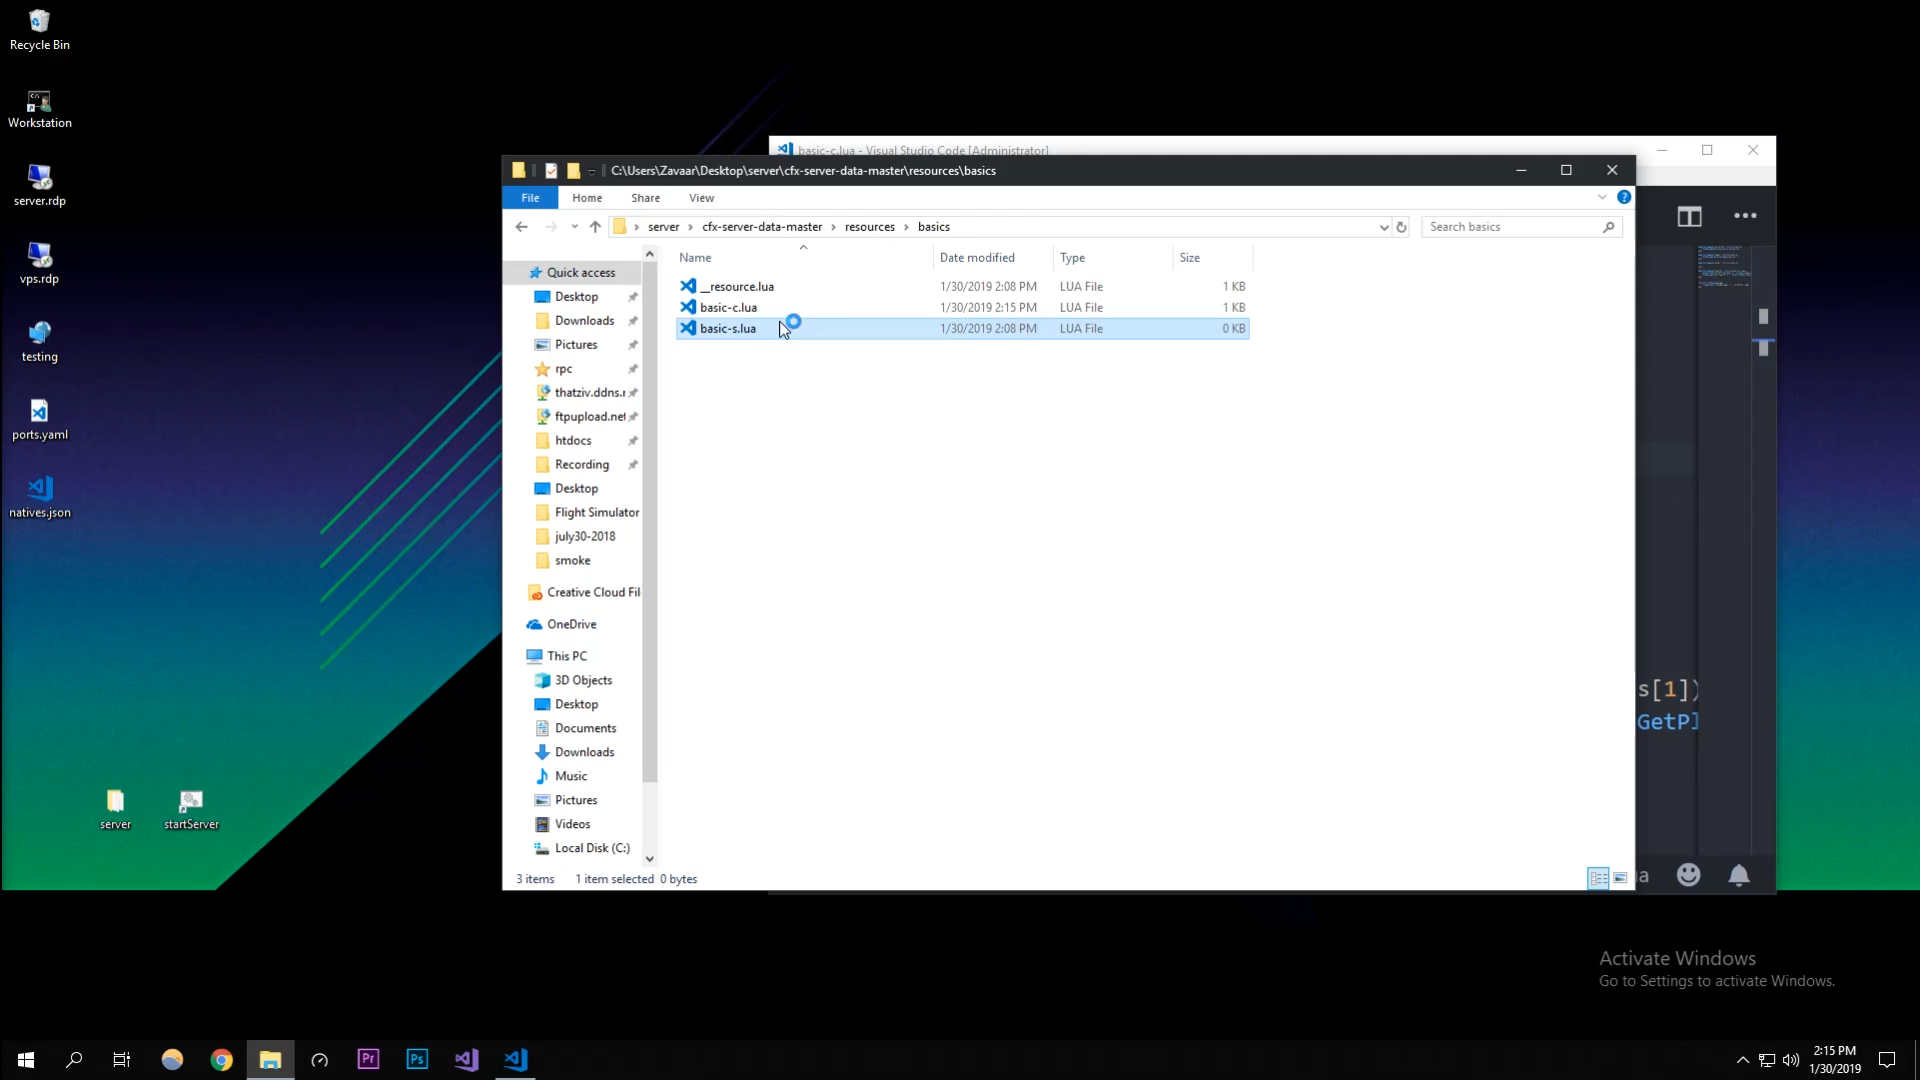 Recycle Bin
Workstation
server.rdp
vps.rdp
testing
ports.yaml
natives.json
server
startServer
basic-c.lua - Visual Studio Code [Administrator]
C:\Users\Zavaar\Desktop\server\cfx-server-data-master\resources\basics
File Home Share View
server > cfx-server-data-master > resources > basics
Search basics
Name Date modified Type Size
__resource.lua 1/30/2019 2:08 PM LUA File 1 KB
basic-c.lua 1/30/2019 2:15 PM LUA File 1 KB
basic-s.lua 1/30/2019 2:08 PM LUA File 0 KB
Quick access
Desktop
Downloads
Pictures
rpc
thatziv.ddns.r
ftpupload.net
htdocs
Recording
Desktop
Flight Simulator
july30-2018
smoke
Creative Cloud Fil
OneDrive
This PC
3D Objects
Desktop
Documents
Downloads
Music
Pictures
Videos
Local Disk (C:)
3 items 1 item selected 0 bytes
s[1])
GetPl
a
Activate Windows
Go to Settings to activate Windows.
Pr
Ps
2:15 PM
1/30/2019